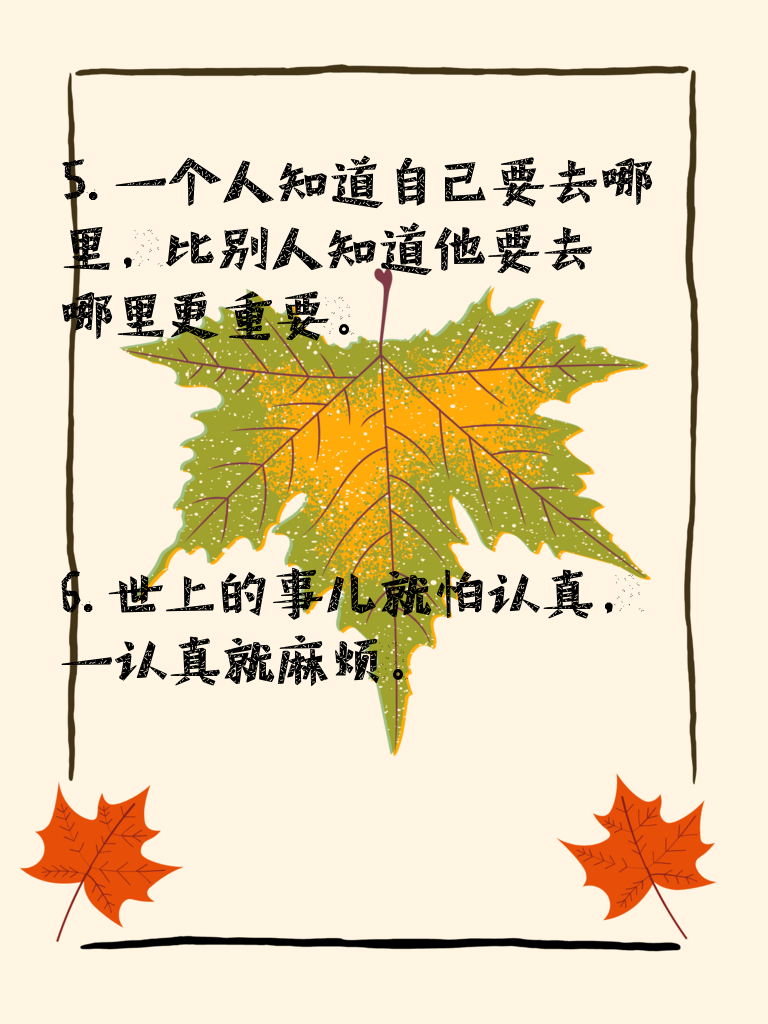 5. 一个人知道自己要去哪
里，比别人知道他要去
哪里更重要。
6. 世上的事儿就怕认真，
一认真就麻烦。